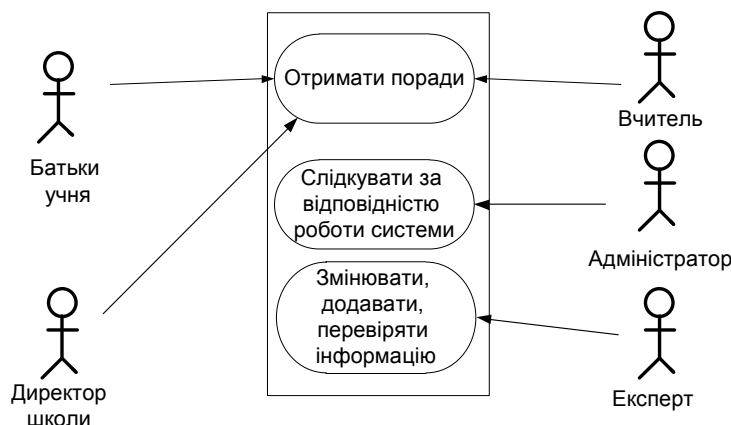 Отримати поради
Вчитель
Батьки
учня
Слідкувати за
відповідністю
роботи системи
Адміністратор
Змінювати,
додавати,
перевіряти
інформацію
Директор
школи
Експерт